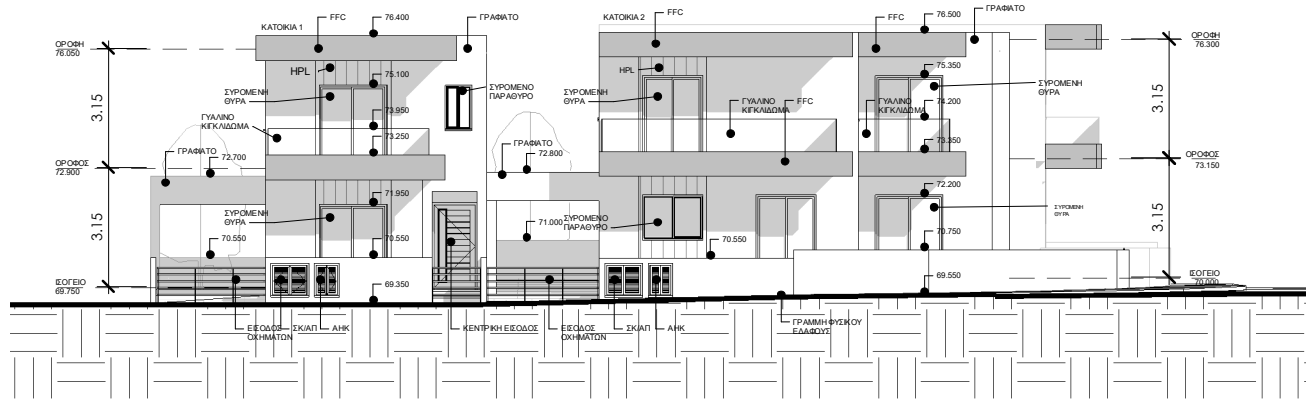 ΚΑΤΟΙΚΙΑ 1
FFC
76.400
ΓΡΑΦΙΑΤΟ
ΚΑΤΟΙΚΙΑ 2
FFC
FFC
76.500
ΓΡΑΦΙΑΤΟ
ΟΡΟΦΗ
76.050
ΟΡΟΦΗ
76.300
HPL
75.100
HPL
75.350
3.15
ΣΥΡΟΜΕΝΗ
ΘΥΡΑ
ΣΥΡΟΜΕΝΟ
ΠΑΡΑΘΥΡΟ
ΣΥΡΟΜΕΝΗ
ΘΥΡΑ
ΣΥΡΟΜΕΝΗ
ΘΥΡΑ
3.15
ΓΥΑΛΙΝΟ
ΚΙΓΚΛΙΔΩΜΑ
73.950
ΓΥΑΛΙΝΟ
ΚΙΓΚΛΙΔΩΜΑ
FFC
ΓΥΑΛΙΝΟ
ΚΙΓΚΛΙΔΩΜΑ
74.200
73.250
73.350
ΓΡΑΦΙΑΤΟ
72.700
ΓΡΑΦΙΑΤΟ
72.800
ΟΡΟΦΟΣ
72.900
ΟΡΟΦΟΣ
73.150
71.950
72.200
3.15
ΣΥΡΟΜΕΝΗ
ΘΥΡΑ
71.000
ΣΥΡΟΜΕΝΟ
ΠΑΡΑΘΥΡΟ
ΣΥΡΟΜΕΝΗ
ΘΥΡΑ
3.15
70.550
70.550
70.550
70.750
ΙΣΟΓΕΙΟ
69.750
69.350
69.550
ΙΣΟΓΕΙΟ
70.000
ΕΙΣΟΔΟΣ
ΟΧΗΜΑΤΩΝ
ΣΚ/ΑΠ
ΑΗΚ
ΚΕΝΤΡΙΚΗ ΕΙΣΟΔΟΣ
ΕΙΣΟΔΟΣ
ΟΧΗΜΑΤΩΝ
ΣΚ/ΑΠ
ΑΗΚ
ΓΡΑΜΜΗ ΦΥΣΙΚΟΥ
ΕΔΑΦΟΥΣ